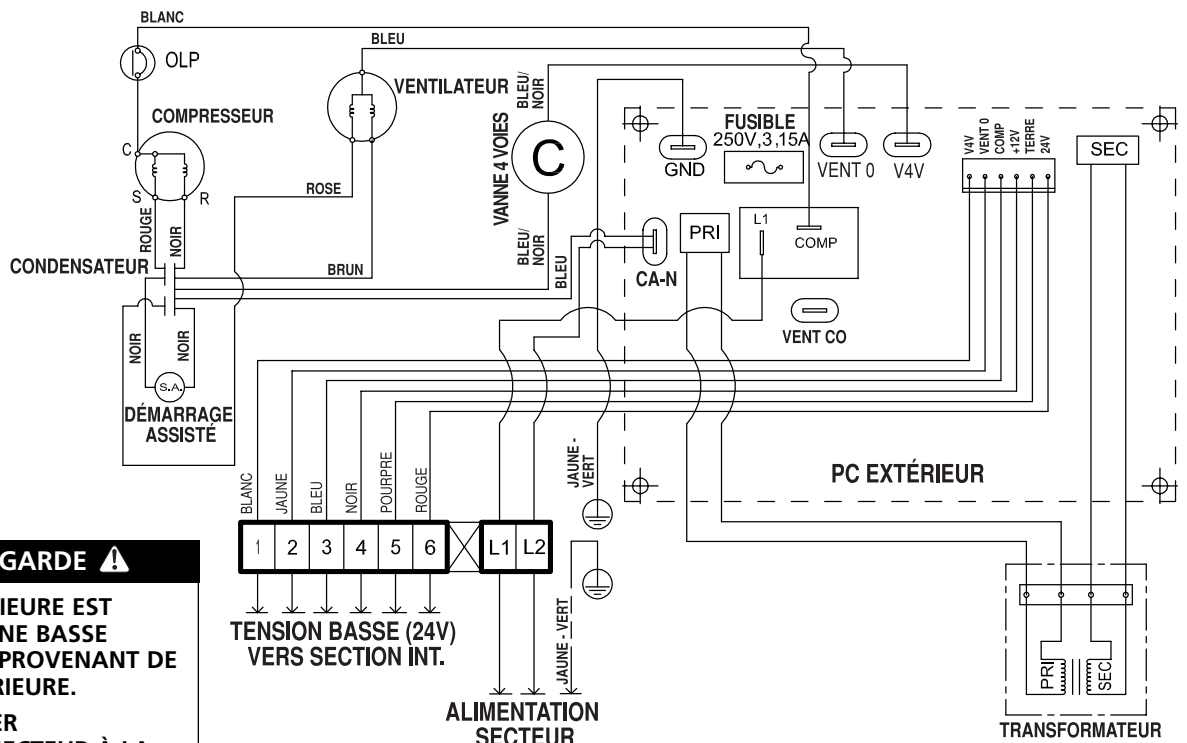 BLANC
BLEU
OLP
COMPRESSEUR
C
S
R
ROUGE
NOIR
CONDENSATEUR
NOIR
NOIR
S.A.
DÉMARRAGE
ASSISTÉ
VENTILATEUR
ROSE
BRUN
BLEU/
NOIR
VANNE 4 VOIES
C
BLEU/
NOIR
BLEU
FUSIBLE
250V,3,15A
GND
VENT 0
V4V
V4V
VENT 0
COMP
+12V
TERRE
24V
SEC
CA-N
PRI
L1
COMP
VENT CO
PC EXTÉRIEUR
BLANC
JAUNE
BLEU
NOIR
POURPRE
ROUGE
JAUNE -
VERT
1 2 3 4 5 6 L1 L2
TENSION BASSE (24V)
VERS SECTION INT.
JAUNE - VERT
ALIMENTATION
SECTEUR
PRI
SEC
TRANSFORMATEUR
GARDE
IEURE EST
NE BASSE
PROVENANT DE
RIEURE.
ER
ECTEUR À LA